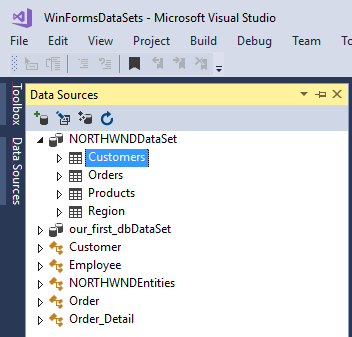 WinFormsDataSets - Microsoft Visual Studio
File Edit View Project Build Debug Team
Data Sources
Toolbox
Data Sources
NORTHWNDDataSet
Customers
Orders
Products
Region
our_first_dbDataSet
Customer
Employee
NORTHWNDEntities
Order
Order_Detail